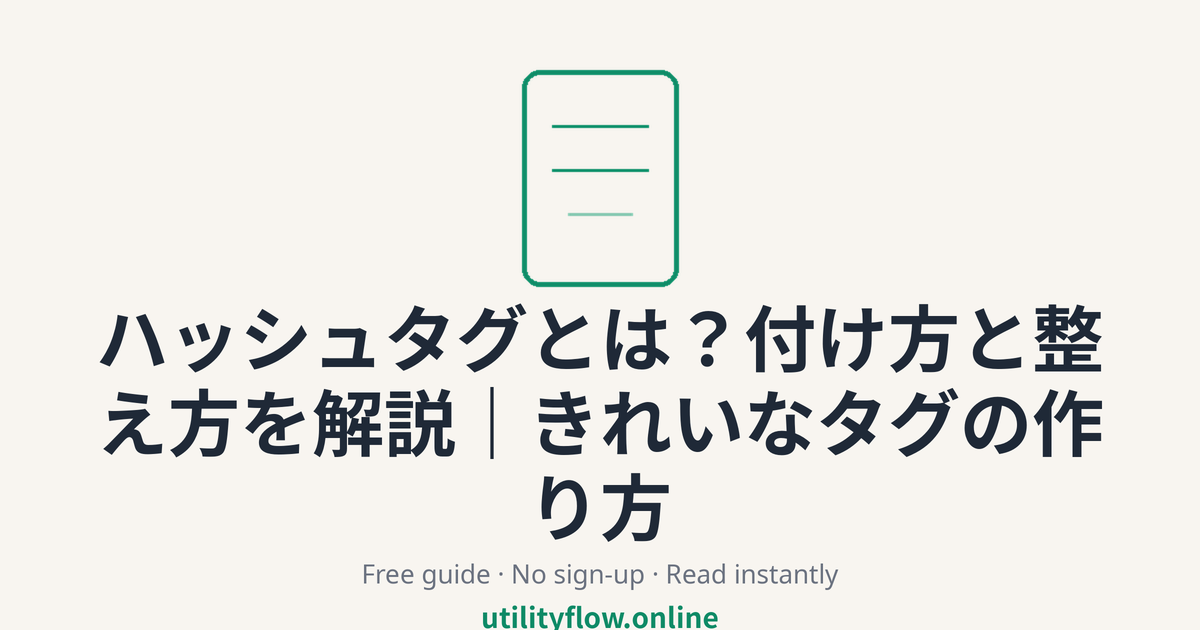 ハッシュタグとは？付け方と整
え方を解説｜きれいなタグの作
り方
Free guide · No sign-up · Read instantly
utilityflow.online